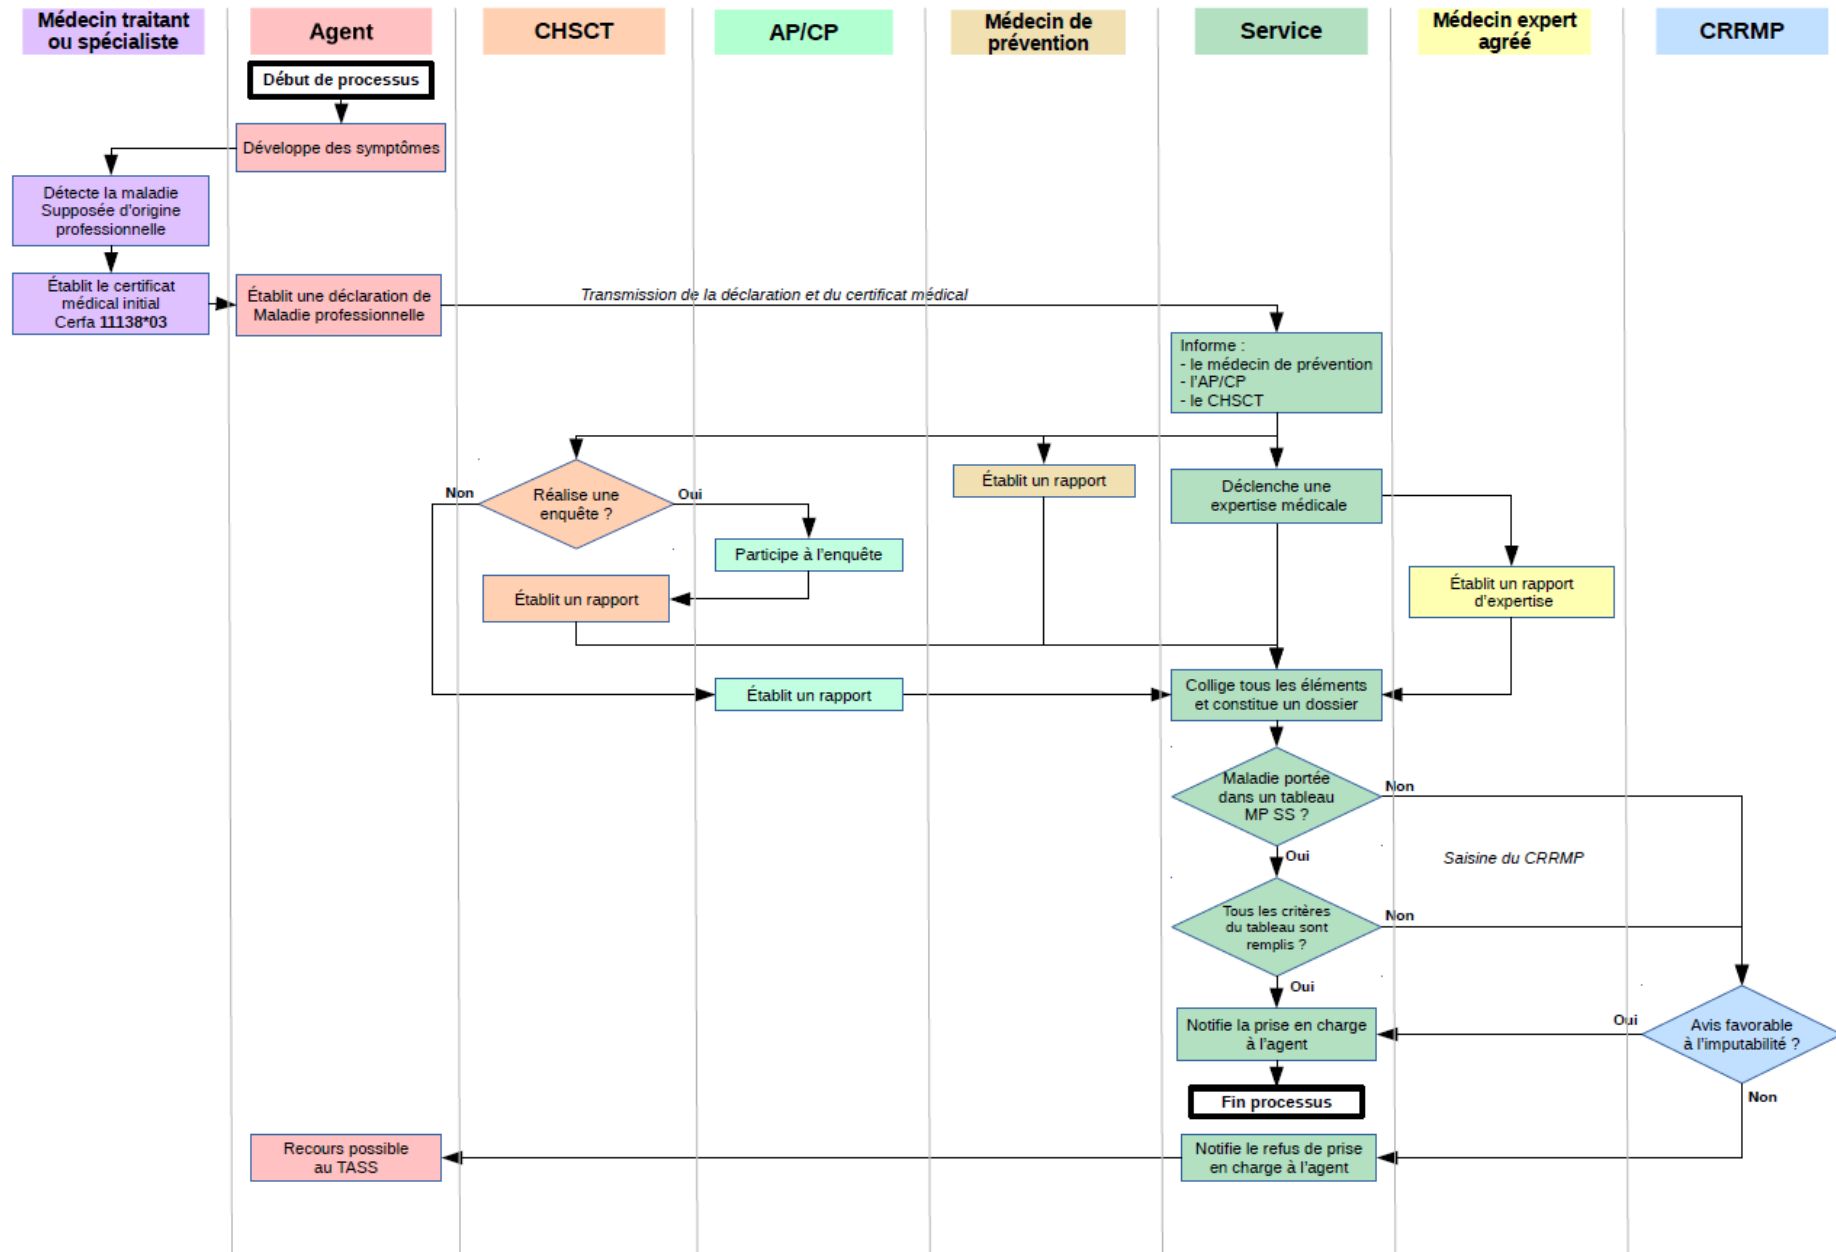 Médecin traitant
ou spécialiste
Agent
CHSCT
AP/CP
Médecin de
prévention
Service
Médecin expert
agréé
CRRMP
Début de processus
Développe des symptômes
Détecte la maladie
Supposée d'origine
professionnelle
Établit le certificat
médical initial
Cerfa 11138*03
Établit une déclaration de
Maladie professionnelle
Transmission de la déclaration et du certificat médical
Informe :
- le médecin de prévention
- l'AP/CP
- le CHSCT
Non
Réalise une
enquête ?
Oui
Établit un rapport
Déclenche une
expertise médicale
Participe à l'enquête
Établit un rapport
Établit un rapport
d'expertise
Établit un rapport
Collige tous les éléments
et constitue un dossier
Maladie portée
dans un tableau
MP SS ?
Non
Oui
Saisine du CRRMP
Tous les critères
du tableau sont
remplis ?
Non
Oui
Notifie la prise en charge
à l'agent
Oui
Avis favorable
à l'imputabilité ?
Non
Fin processus
Recours possible
au TASS
Notifie le refus de prise
en charge à l'agent